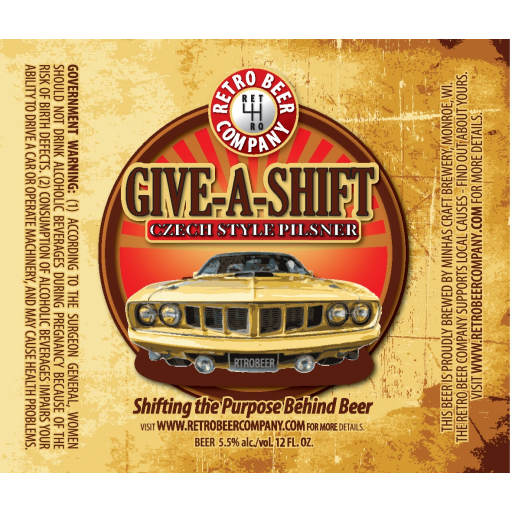 RETRO BEER
RET
RO
COMPANY
GIVE-A-SHIFT
CZECH STYLE PILSNER
RTROBEER
Shifting the Purpose Behind Beer
VISIT WWW.RETROBEERCOMPANY.COM FOR MORE DETAILS.
BEER 5.5% alc./vol. 12 FL. OZ.
GOVERNMENT WARNING: (1) ACCORDING TO THE SURGEON GENERAL, WOMEN
SHOULD NOT DRINK ALCOHOLIC BEVERAGES DURING PREGNANCY BECAUSE OF THE
RISK OF BIRTH DEFECTS. (2) CONSUMPTION OF ALCOHOLIC BEVERAGES IMPAIRS YOUR
ABILITY TO DRIVE A CAR OR OPERATE MACHINERY, AND MAY CAUSE HEALTH PROBLEMS.
THIS BEER IS PROUDLY BREWED BY MINHAS CRAFT BREWERY, MONROE, WI.
THE RETRO BEER COMPANY SUPPORTS LOCAL CAUSES - FIND OUT ABOUT YOURS.
VISIT WWW.RETROBEERCOMPANY.COM FOR MORE DETAILS.